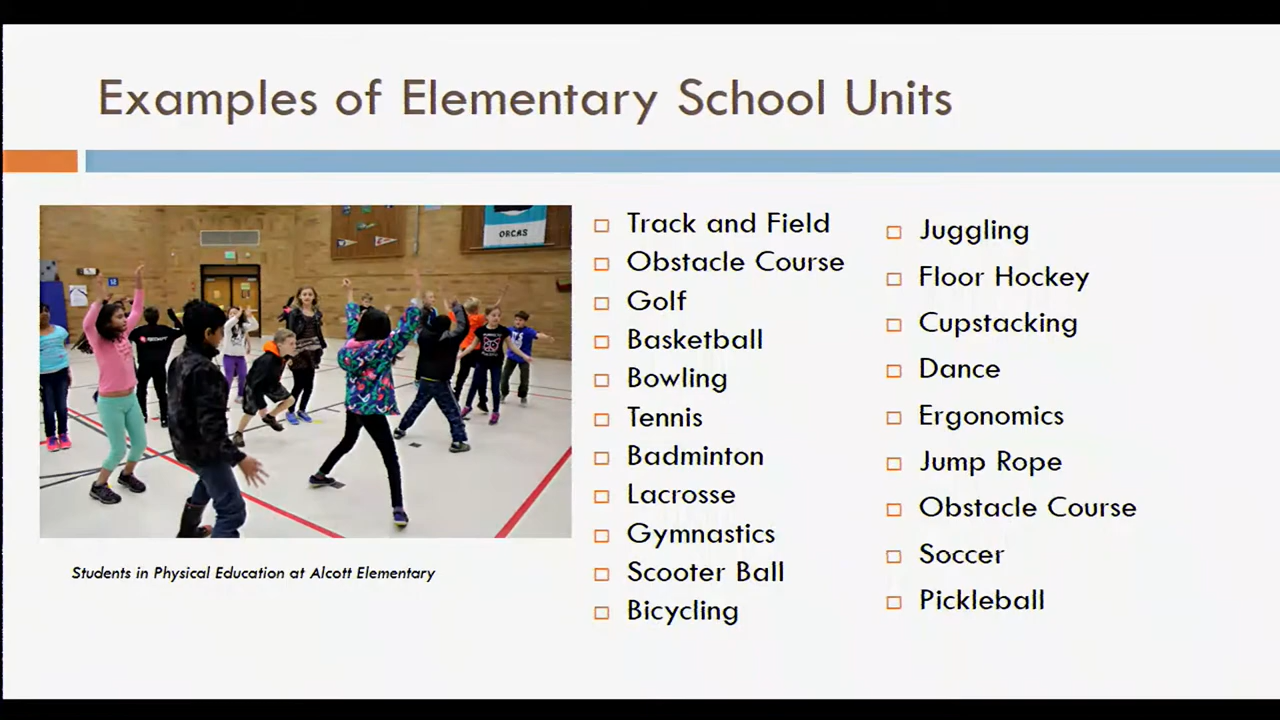 Examples of Elementary School Units
ORCAS
Students in Physical Education at Alcott Elementary
Track and Field
Obstacle Course
Golf
Basketball
Bowling
Tennis
Badminton
Lacrosse
Gymnastics
Scooter Ball
Bicycling
Juggling
Floor Hockey
Cupstacking
Dance
Ergonomics
Jump Rope
Obstacle Course
Soccer
Pickleball